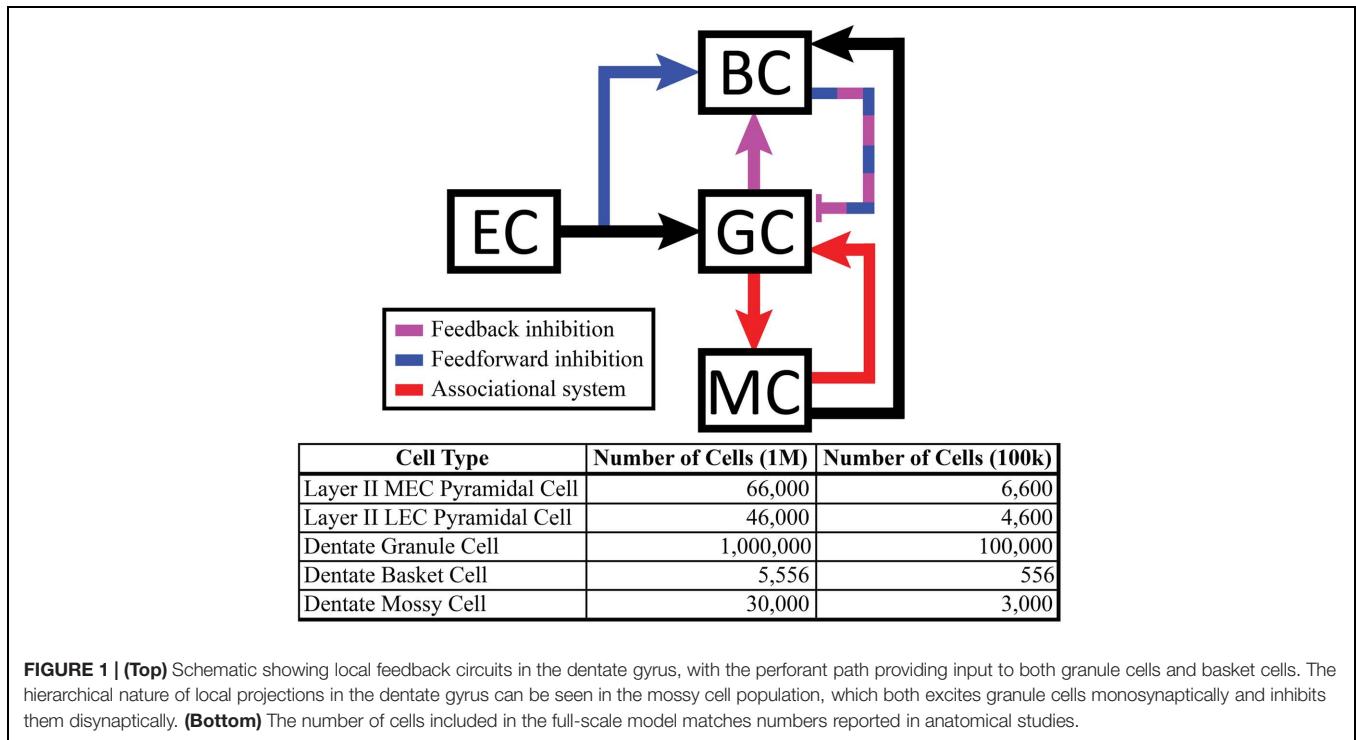 BC
EC
GC
MC
Feedback inhibition
Feedforward inhibition
Associational system
Cell Type Number of Cells (1M) Number of Cells (100k)
Layer II MEC Pyramidal Cell 66,000 6,600
Layer II LEC Pyramidal Cell 46,000 4,600
Dentate Granule Cell 1,000,000 100,000
Dentate Basket Cell 5,556 556
Dentate Mossy Cell 30,000 3,000
FIGURE 1 | (Top) Schematic showing local feedback circuits in the dentate gyrus, with the perforant path providing input to both granule cells and basket cells. The
hierarchical nature of local projections in the dentate gyrus can be seen in the mossy cell population, which both excites granule cells monosynaptically and inhibits
them disynaptically. (Bottom) The number of cells included in the full-scale model matches numbers reported in anatomical studies.